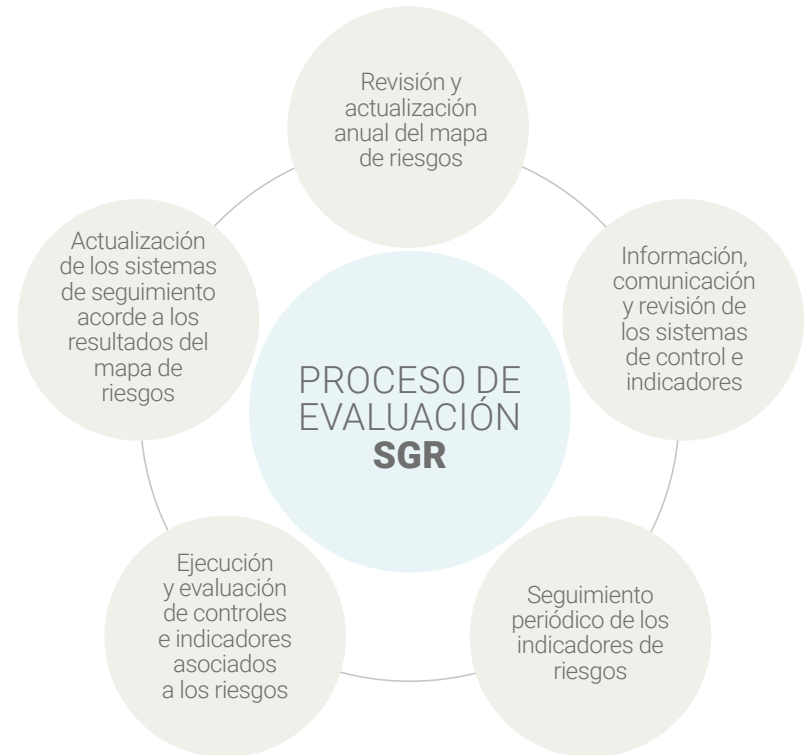 Revisión y
actualización
anual del mapa
de riesgos
Información,
comunicación
y revisión de
los sistemas
de control e
indicadores
Seguimiento
periódico de los
indicadores de
riesgos
Ejecución
y evaluación
de controles
e indicadores
asociados
a los riesgos
Actualización
de los sistemas
de seguimiento
acorde a los
resultados del
mapa de
riesgos
PROCESO DE
EVALUACIÓN
SGR